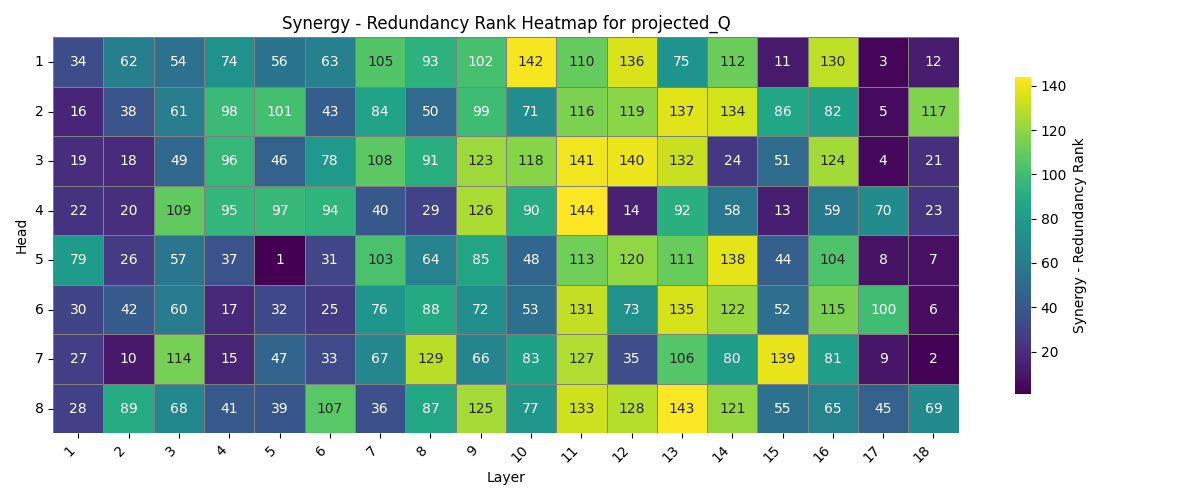 Synergy - Redundancy Rank Heatmap for projected_Q
Head
1 34 62 54 74 56 63 105 93 102 142 110 136 75 112 11 130 3 12
2 16 38 61 98 101 43 84 50 99 71 116 119 137 134 86 82 5 117
3 19 18 49 96 46 78 108 91 123 118 141 140 132 24 51 124 4 21
4 22 20 109 95 97 94 40 29 126 90 144 14 92 58 13 59 70 23
5 79 26 57 37 1 31 103 64 85 48 113 120 111 138 44 104 8 7
6 30 42 60 17 32 25 76 88 72 53 131 73 135 122 52 115 100 6
7 27 10 114 15 47 33 67 129 66 83 127 35 106 80 139 81 9 2
8 28 89 68 41 39 107 36 87 125 77 133 128 143 121 55 65 45 69
1 2 3 4 5 6 7 8 9 10 11 12 13 14 15 16 17 18
Layer
140
120
100
80
60
40
20
Synergy - Redundancy Rank